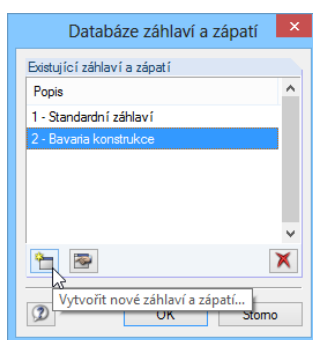 Databáze záhlaví a zápatí
Existující záhlaví a zápatí
Popis
1 - Standardní záhlaví
2 - Bavaria konstrukce
Vytvořit nové záhlaví a zápatí...
OK
Storno